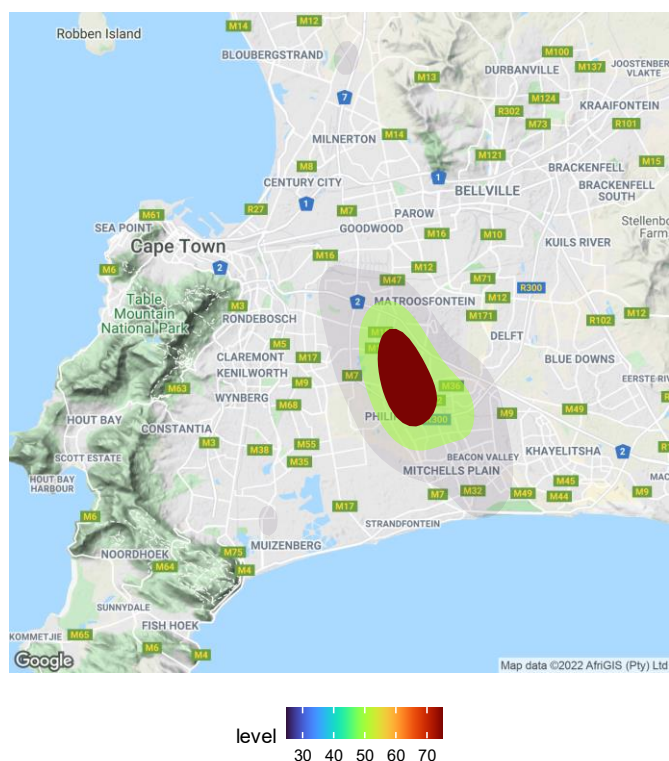 Robben Island
M14
M12
BLOUBERGSTRAND
M13
M100
M137
DURBANVILLE
JOOSTENBER
VLAKTE
7
M124
R302
M73
KRAAIFONTEIN
R101
MILNERTON
M14
M121
M15
M8
CENTURY CITY
1
BRACKENFELL
BRACKENFELL
SOUTH
BELLVILLE
M61
R27
1
M7
PAROW
Stellenbo
Farm
SEA POINT
GOODWOOD
M16
M10
KUILS RIVER
Cape Town
M16
M6
2
M12
M47
M71
R300
Table
Mountain
National Park
M3
2
MATROOSFONTEIN
M12
M171
RONDEBOSCH
R102
M12
M5
DELFT
CLAREMONT
M17
BLUE DOWNS
KENILWORTH
M7
M36
EERSTE RIV
M63
M9
WYNBERG
M68
M9
M49
HOUT BAY
CONSTANTIA
PHILI
300
M3
M38
M55
M35
KHAYELITSHA
2
SCOTT ESTATE
BEACON VALLEY
MITCHELLS PLAIN
HOUT BAY
HARBOUR
MAC
M45
M7
M32
M49
M44
M9
M6
M17
STRANDFONTEIN
NOORDHOEK
M75
MUIZENBERG
M64
M4
SUNNYDALE
FISH HOEK
KOMMETJIE
M65
M6
M4
Google
Map data ©2022 AfriGIS (Pty) Ltd
level
30 40 50 60 70